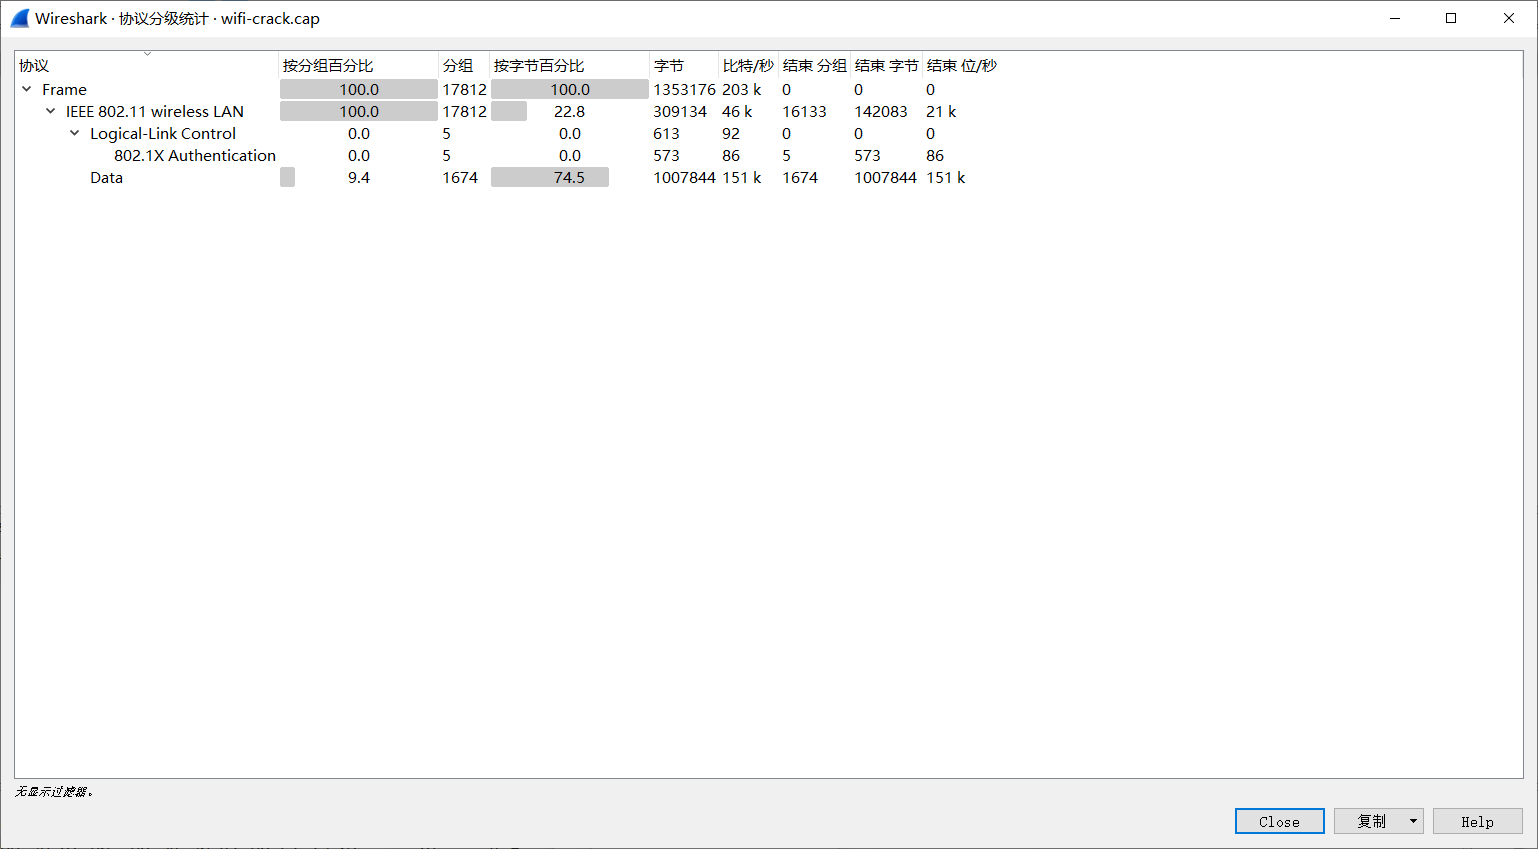 Wireshark · 协议分级统计 · wifi-crack.cap
协议 按分组百分比 分组 按字节百分比 字节 比特/秒 结束 分组 结束 字节 结束 位/秒
Frame 100.0 17812 100.0 1353176 203 k 0 0 0
IEEE 802.11 wireless LAN 100.0 17812 22.8 309134 46 k 16133 142083 21 k
Logical-Link Control 0.0 5 0.0 613 92 0 0 0
802.1X Authentication 0.0 5 0.0 573 86 5 573 86
Data 9.4 1674 74.5 1007844 151 k 1674 1007844 151 k
无显示过滤器。
Close 复制 Help